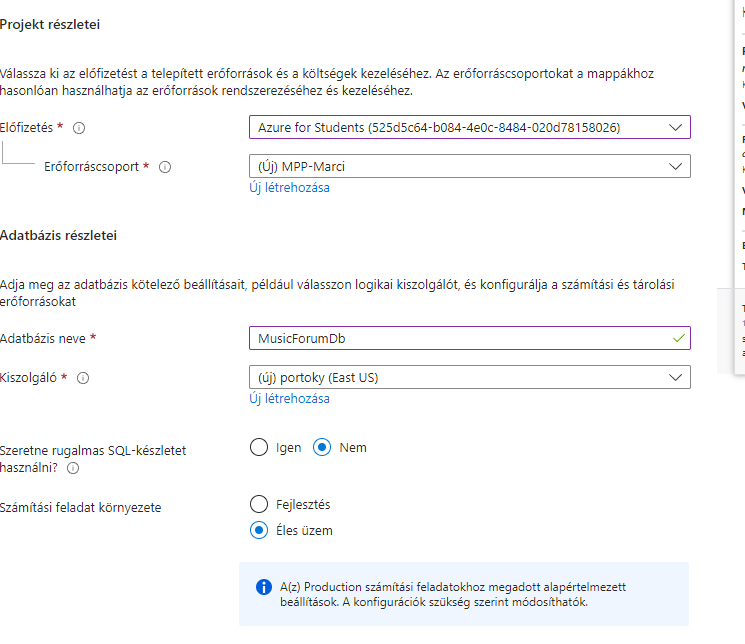 Projekt részletei
Válassza ki az előfizetést a telepített erőforrások és a költségek kezeléséhez. Az erőforráscsoportokat a mappákhoz
hasonlóan használhatja az erőforrások rendszerezéséhez és kezeléséhez.
Előfizetés *
Azure for Students (525d5c64-b084-4e0c-8484-020d78158026)
Erőforráscsoport *
(Új) MPP-Marci
Új létrehozása
Adatbázis részletei
Adja meg az adatbázis kötelező beállításait, például válasszon logikai kiszolgálót, és konfigurálja a számítási és tárolási
erőforrásokat
Adatbázis neve *
MusicForumDb
Kiszolgáló *
(új) portoky (East US)
Új létrehozása
Szeretne rugalmas SQL-készletet
használni?
Igen Nem
Számítási feladat környezete
Fejlesztés
Éles üzem
A(z) Production számítási feladatokhoz megadott alapértelmezett
beállítások. A konfigurációk szükség szerint módosíthatók.